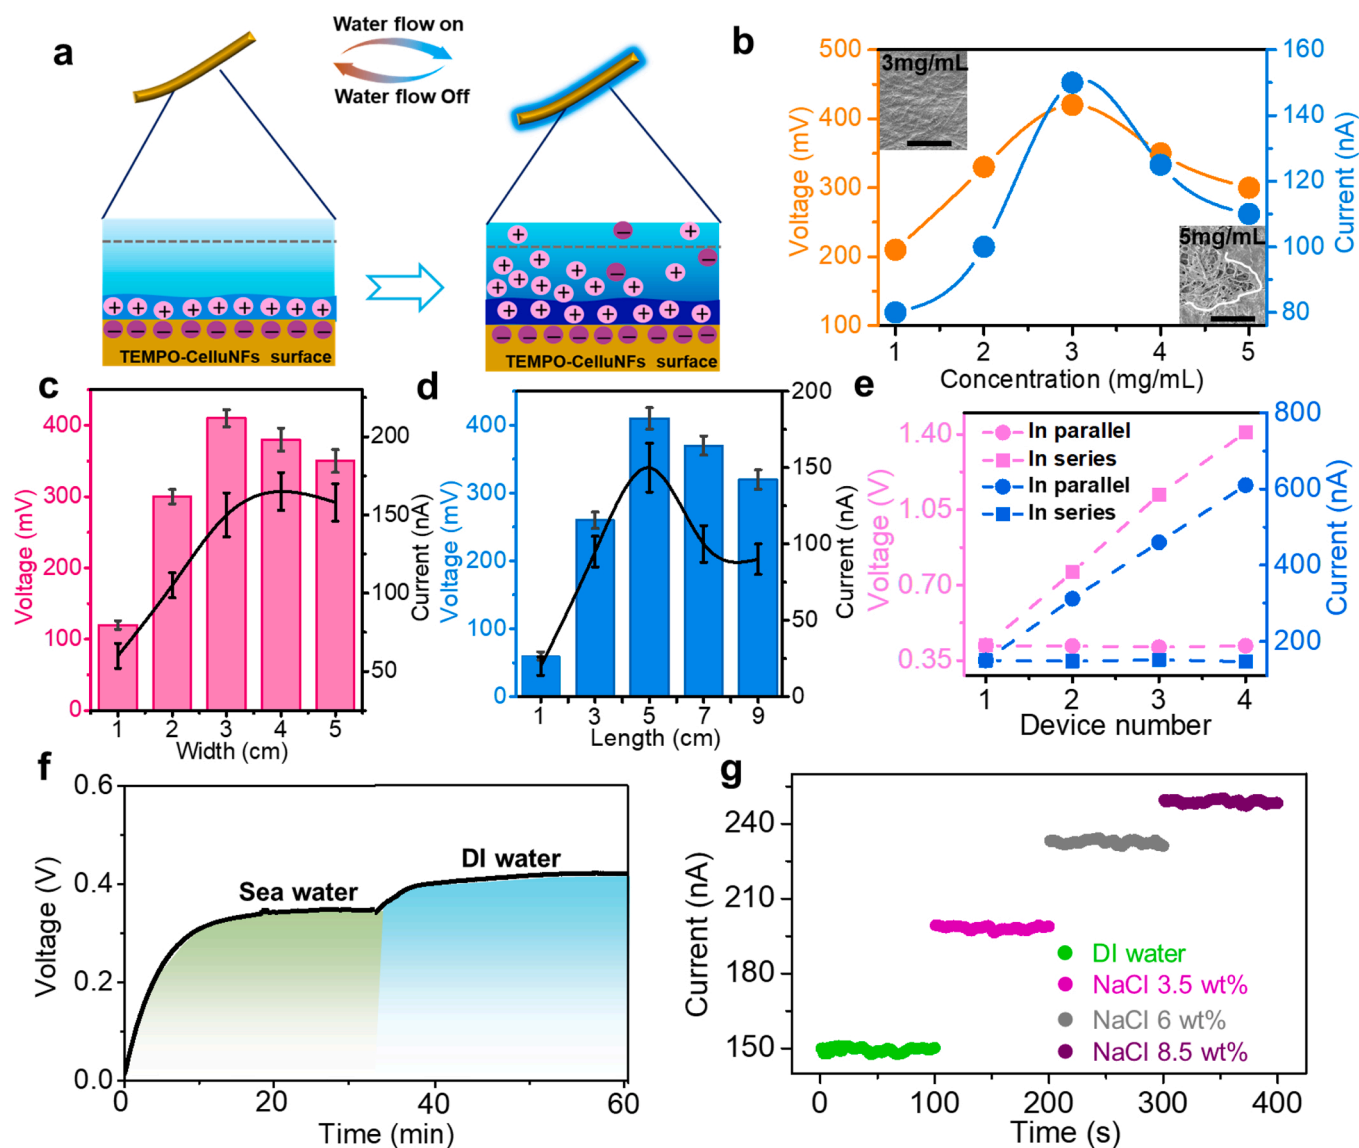 a
Water flow on
Water flow Off
+ + + + + + + +
− − − − − − − −
TEMPO-CelluNFs surface
TEMPO-CelluNFs surface
b
500
400
300
200
100
Voltage (mV)
3mg/mL
5mg/mL
160
140
120
100
80
Current (nA)
1 2 3 4 5
Concentration (mg/mL)
c
400
300
200
100
0
Voltage (mV)
200
150
100
50
Current (nA)
1 2 3 4 5
Width (cm)
d
400
300
200
100
0
Voltage (mV)
200
150
100
50
0
Current (nA)
1 3 5 7 9
Length (cm)
e
1.40
1.05
0.70
0.35
Voltage (V)
In parallel
In series
In parallel
In series
800
600
400
200
Current (nA)
1 2 3 4
Device number
f
0.6
0.4
0.2
0.0
Voltage (V)
Sea water
DI water
0 20 40 60
Time (min)
g
240
210
180
150
Current (nA)
DI water
NaCl 3.5 wt%
NaCl 6 wt%
NaCl 8.5 wt%
0 100 200 300 400
Time (s)